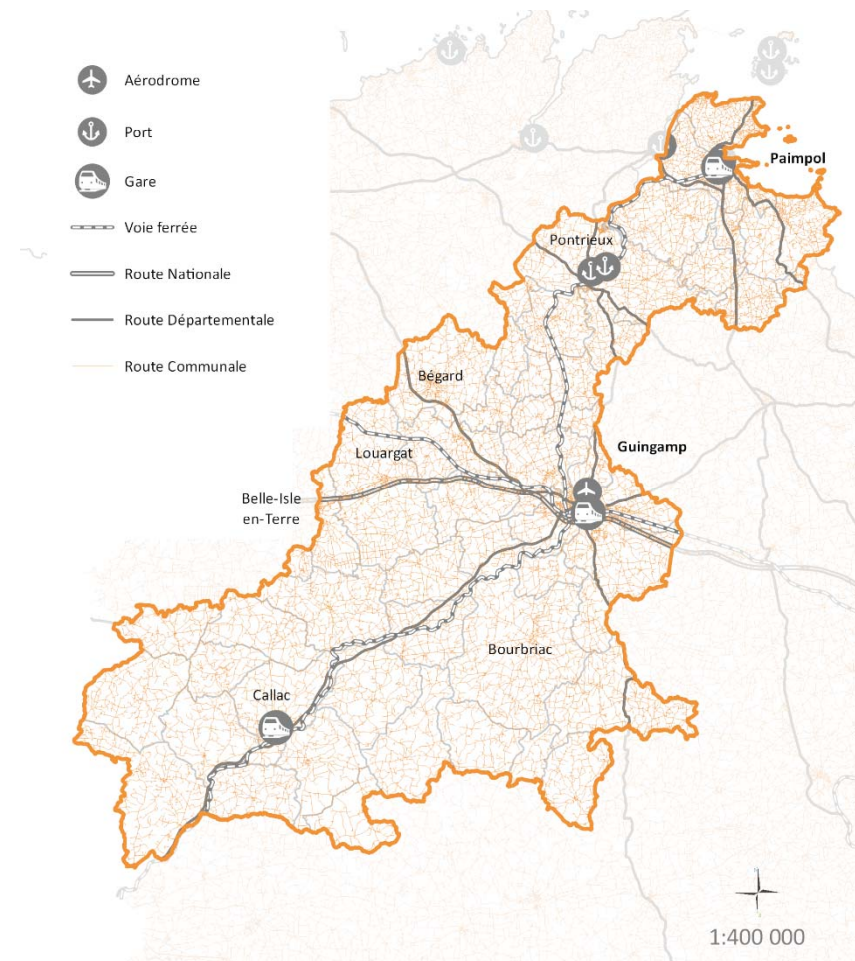 Aérodrome
Port
Gare
Voie ferrée
Route Nationale
Route Départementale
Route Communale
Paimpol
Pontrieux
Bégard
Guingamp
Louargat
Belle-Isle
en-Terre
Bourbriac
Callac
1:400 000